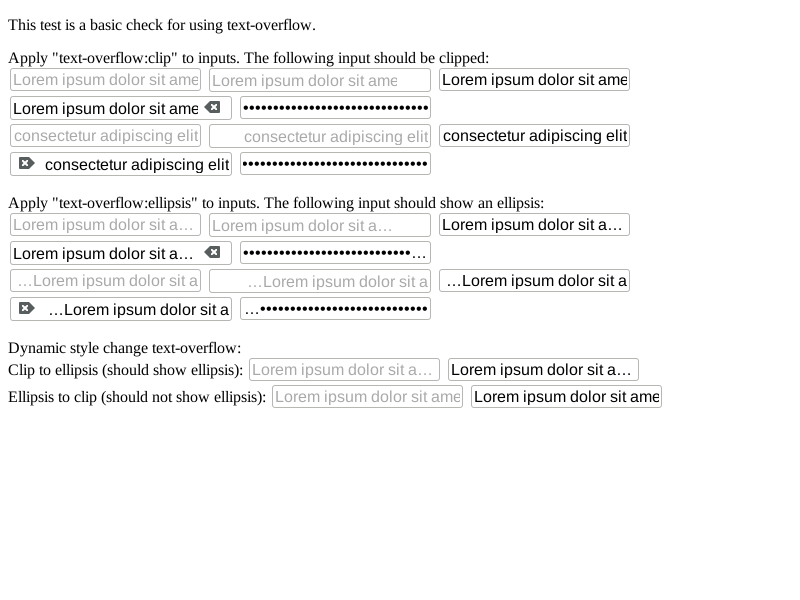 This test is a basic check for using text-overflow.
Apply "text-overflow:clip" to inputs. The following input should be clipped:
Lorem ipsum dolor sit ame Lorem ipsum dolor sit ame Lorem ipsum dolor sit ame
Lorem ipsum dolor sit ame •••••••••••••••••••••••••••••••
consectetur adipiscing elit consectetur adipiscing elit consectetur adipiscing elit
consectetur adipiscing elit •••••••••••••••••••••••••••••••
Apply "text-overflow:ellipsis" to inputs. The following input should show an ellipsis:
Lorem ipsum dolor sit a… Lorem ipsum dolor sit a… Lorem ipsum dolor sit a…
Lorem ipsum dolor sit a… ••••••••••••••••••••••••••••…
…Lorem ipsum dolor sit a …Lorem ipsum dolor sit a …Lorem ipsum dolor sit a
…Lorem ipsum dolor sit a …••••••••••••••••••••••••••••
Dynamic style change text-overflow:
Clip to ellipsis (should show ellipsis): Lorem ipsum dolor sit a… Lorem ipsum dolor sit a…
Ellipsis to clip (should not show ellipsis): Lorem ipsum dolor sit ame Lorem ipsum dolor sit ame